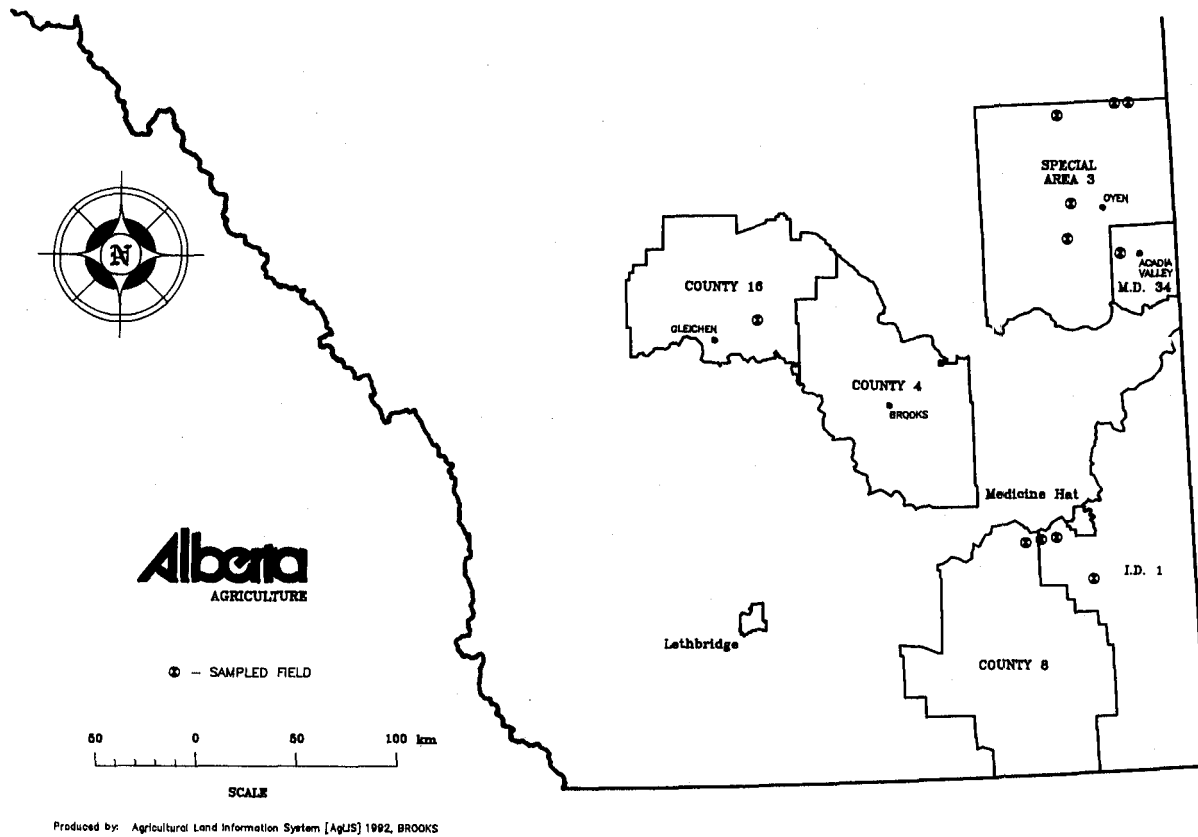 N
SPECIAL
AREA 3
OYEN
ACADIA
VALLEY
M.D. 34
COUNTY 16
GLEICHEN
COUNTY 4
BROOKS
Medicine Hat
I.D. 1
Lethbridge
COUNTY 8
Alberta
AGRICULTURE
- SAMPLED FIELD
50 0 50 100 km
SCALE
Produced by: Agricultural Land Information System [AgLIS] 1992, BROOKS